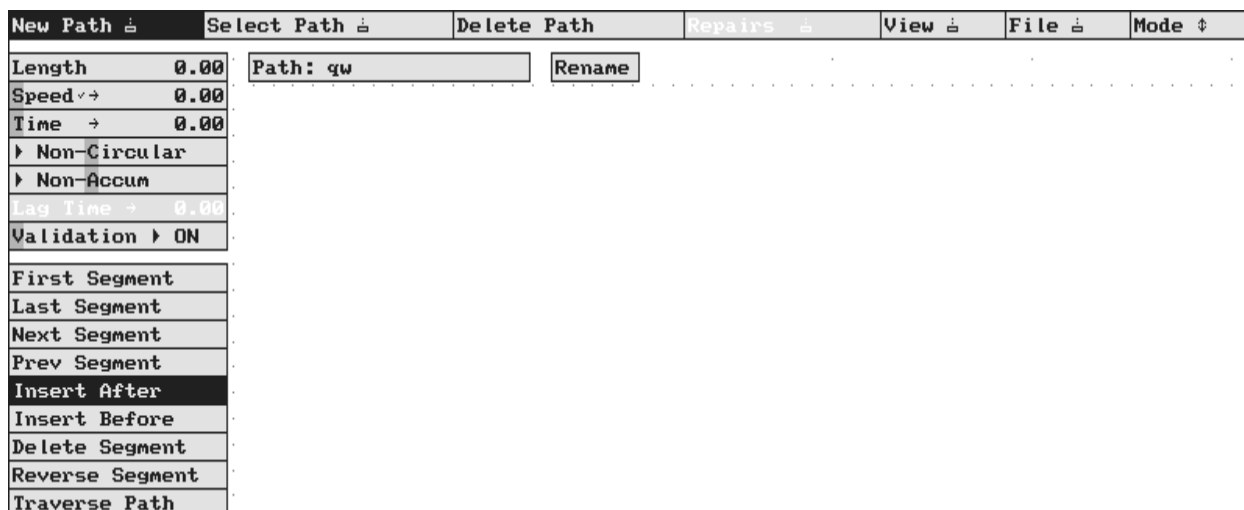 New Path Select Path Delete Path Repairs View File Mode
Length 0.00 Path: qw Rename
Speed 0.00
Time → 0.00
Non-Circular
Non-Accum
Lag Time → 0.00
Validation ON
First Segment
Last Segment
Next Segment
Prev Segment
Insert After
Insert Before
Delete Segment
Reverse Segment
Traverse Path